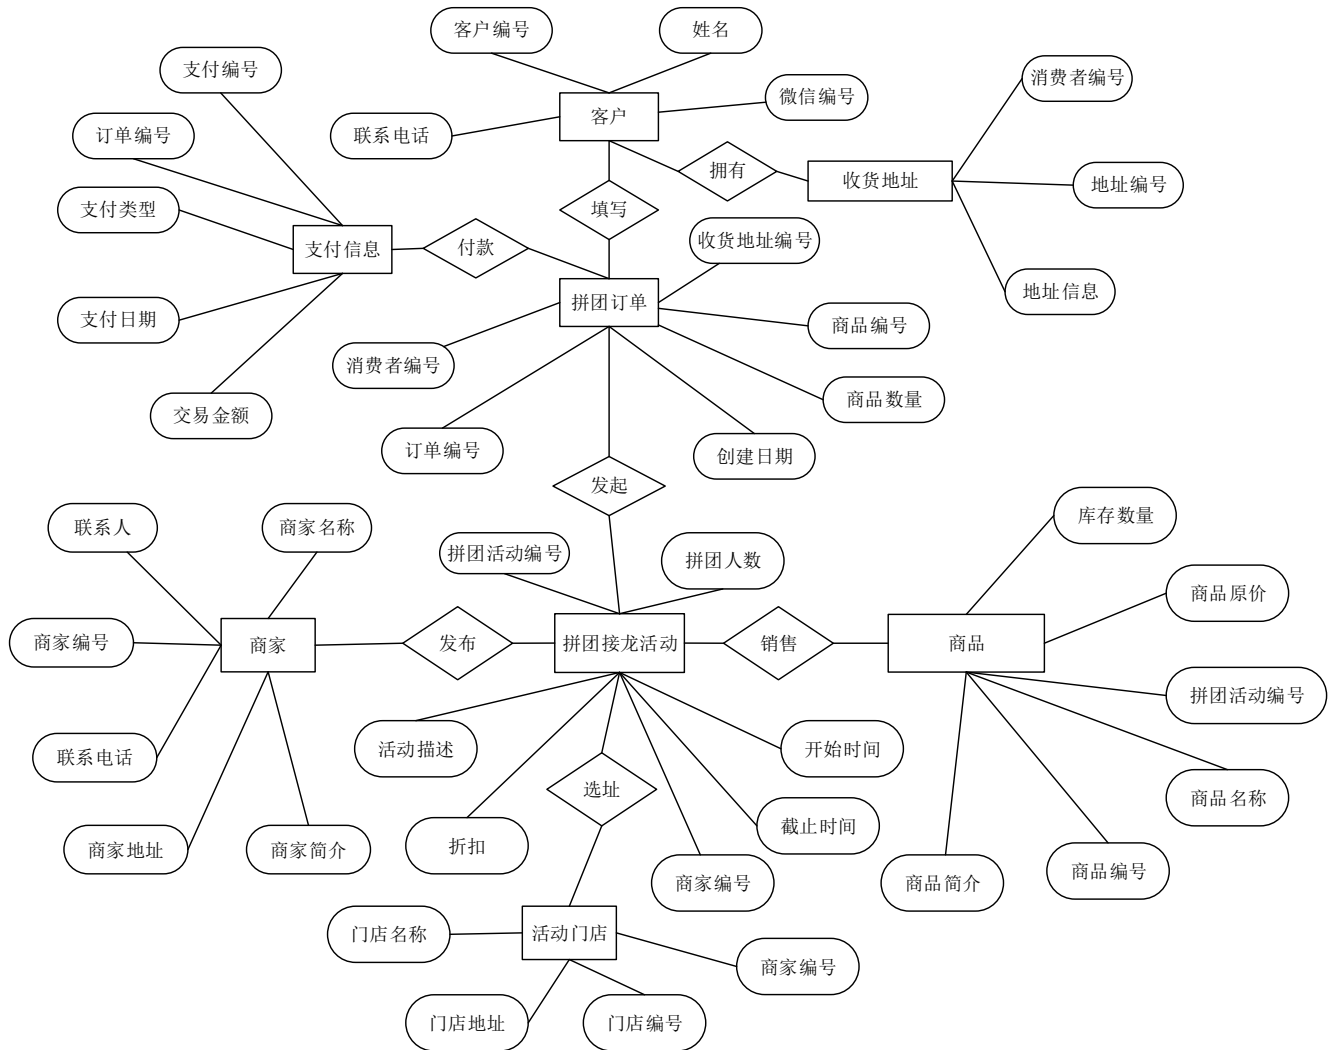 客户编号
姓名
支付编号
消费者编号
微信编号
客户
联系电话
订单编号
拥有
收货地址
地址编号
支付类型
填写
收货地址编号
支付信息
付款
拼团订单
地址信息
支付日期
商品编号
消费者编号
商品数量
交易金额
订单编号
创建日期
发起
联系人
商家名称
库存数量
拼团活动编号
拼团人数
商品原价
商家编号
商家
发布
拼团接龙活动
销售
商品
拼团活动编号
联系电话
活动描述
开始时间
选址
商品名称
截止时间
商家地址
商家简介
折扣
商品编号
商家编号
商品简介
门店名称
活动门店
商家编号
门店地址
门店编号